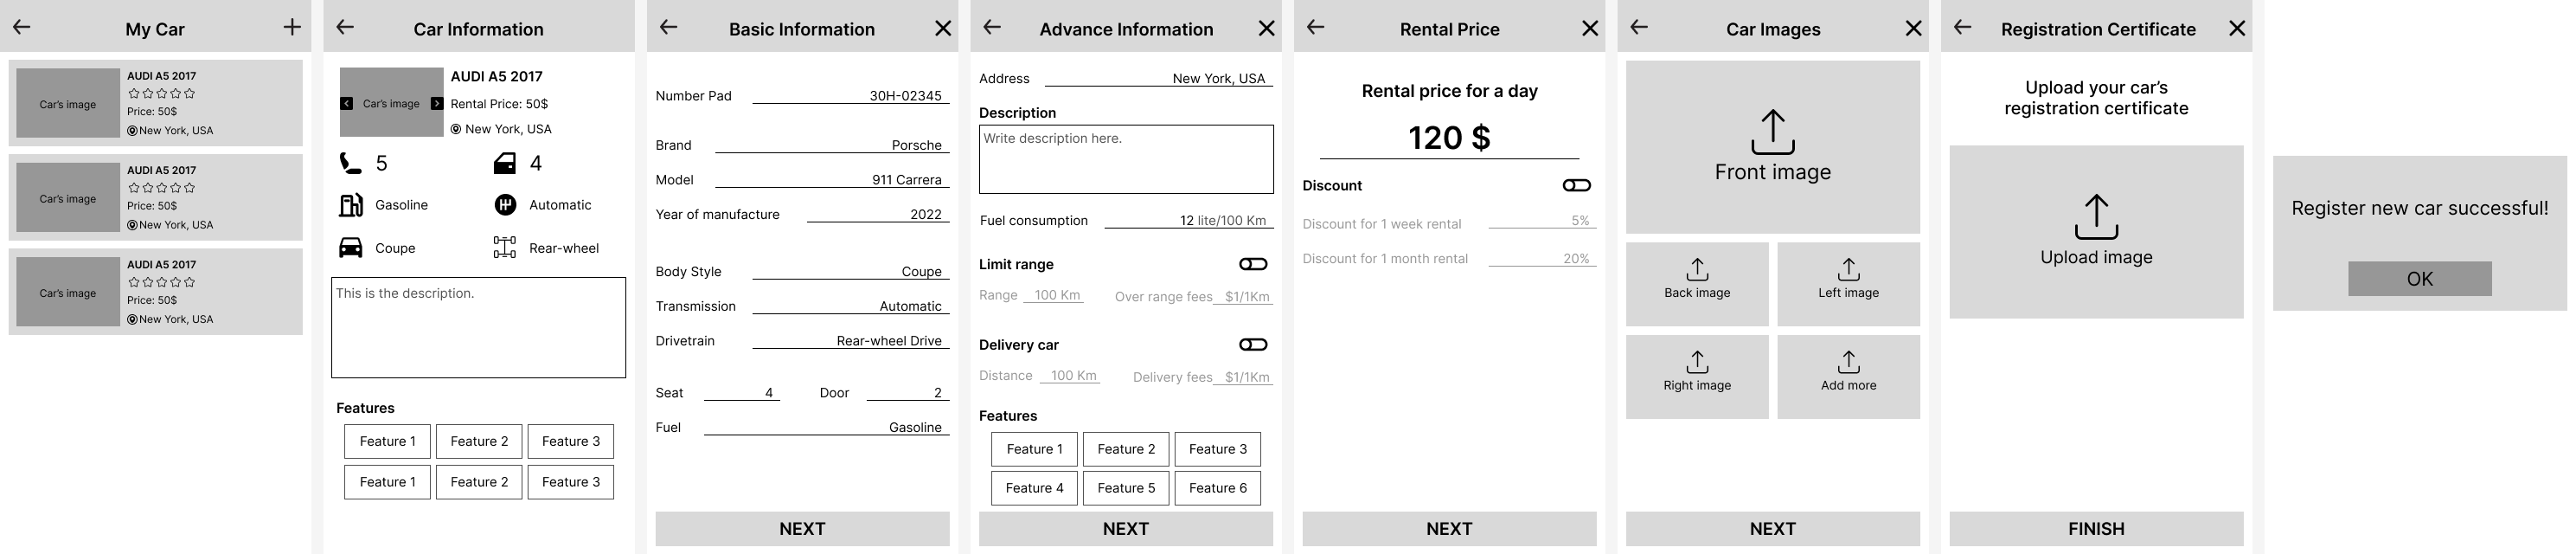 My Car
Car's image
AUDI A5 2017
Price: 50$
New York, USA
Car's image
AUDI A5 2017
Price: 50$
New York, USA
Car's image
AUDI A5 2017
Price: 50$
New York, USA
Car Information
Car's image
AUDI A5 2017
Rental Price: 50$
New York, USA
5
4
Gasoline
Automatic
Coupe
Rear-wheel
This is the description.
Features
Feature 1 Feature 2 Feature 3
Feature 1 Feature 2 Feature 3
Basic Information
Number Pad 30H-02345
Brand Porsche
Model 911 Carrera
Year of manufacture 2022
Body Style Coupe
Transmission Automatic
Drivetrain Rear-wheel Drive
Seat 4 Door 2
Fuel Gasoline
NEXT
Advance Information
Address New York, USA
Description
Write description here.
Fuel consumption 12 lite/100 Km
Limit range
Range 100 Km Over range fees $1/1Km
Delivery car
Distance 100 Km Delivery fees $1/1Km
Features
Feature 1 Feature 2 Feature 3
Feature 4 Feature 5 Feature 6
NEXT
Rental Price
Rental price for a day
120 $
Discount
Discount for 1 week rental 5%
Discount for 1 month rental 20%
NEXT
Car Images
Front image
Back image
Left image
Right image
Add more
NEXT
Registration Certificate
Upload your car's
registration certificate
Upload image
FINISH
Register new car successful!
OK